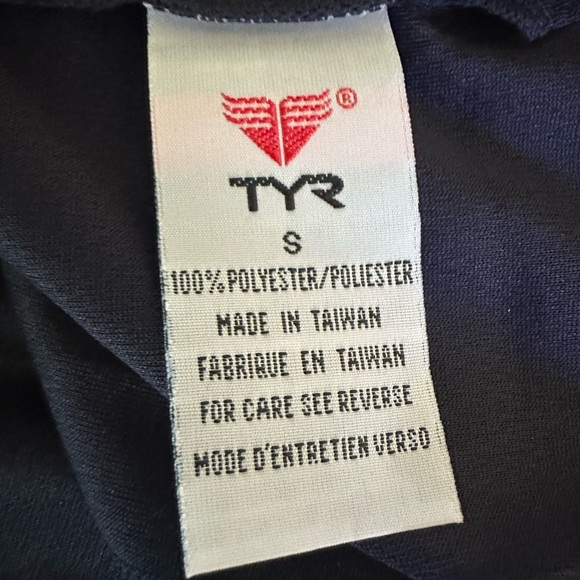 ®
TYR
S
100% POLYESTER/POLIESTER
MADE IN TAIWAN
FABRIQUE EN TAIWAN
FOR CARE SEE REVERSE
MODE D'ENTRETIEN VERSO